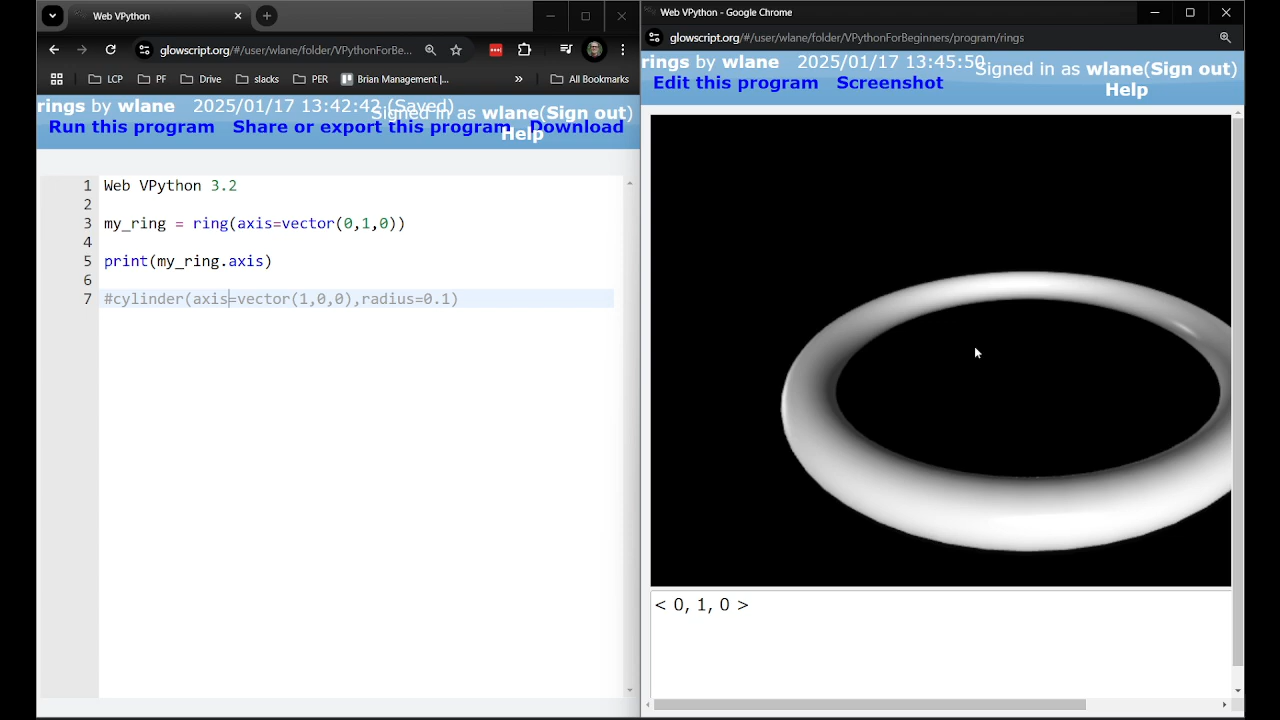 Web VPython
glowscript.org/#/user/wlane/folder/VPythonForBe...
LCP
PF
Drive
slacks
PER
Brian Management |...
»
All Bookmarks
rings by wlane 2025/01/17 13:42:42 (Saved)
Signed in as wlane(Sign out)
Run this program Share or export this program Download
Help
1 Web VPython 3.2
2
3 my_ring = ring(axis=vector(0,1,0))
4
5 print(my_ring.axis)
6
7 #cylinder(axis=vector(1,0,0),radius=0.1)
Web VPython - Google Chrome
glowscript.org/#/user/wlane/folder/VPythonForBeginners/program/rings
rings by wlane 2025/01/17 13:45:50
Signed in as wlane(Sign out)
Edit this program Screenshot
Help
< 0, 1, 0 >